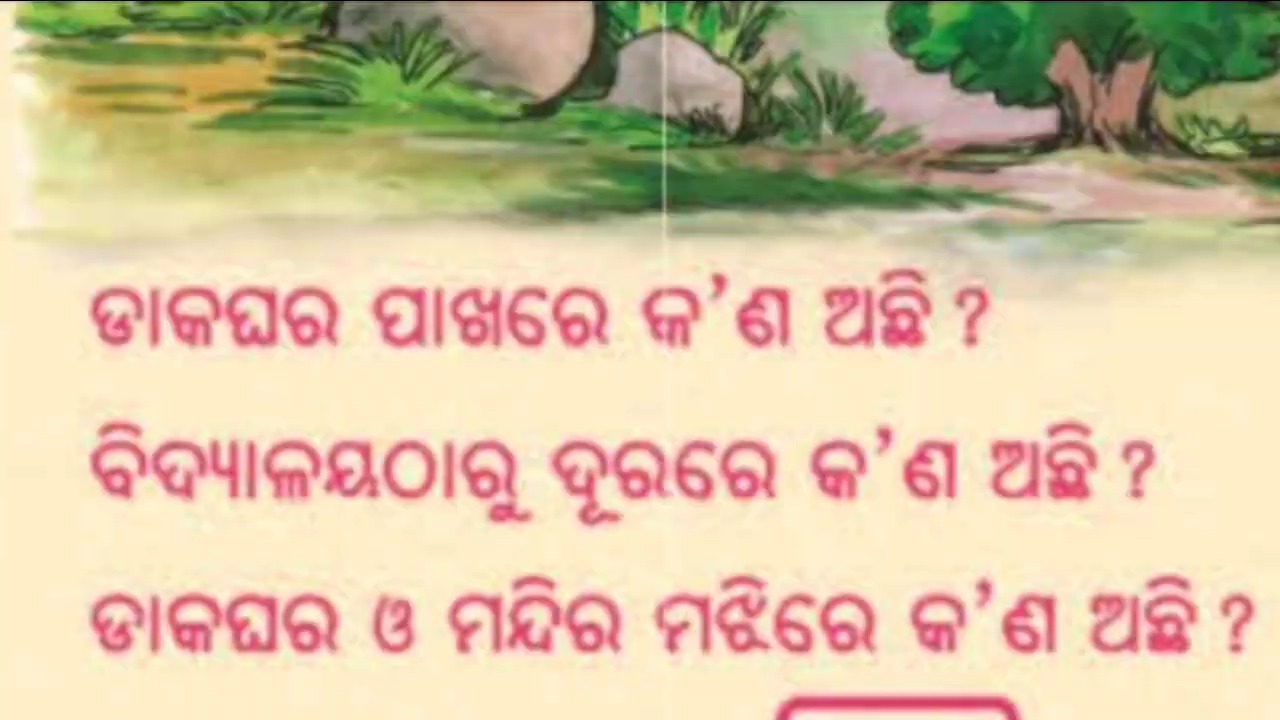 ଡାକଘର ପାଖରେ କ’ଣ ଅଛି ?
ବିଦ୍ୟାଳୟଠାରୁ ଦୂରରେ କ’ଣ ଅଛି ?
ଡାକଘର ଓ ମନ୍ଦିର ମଝିରେ କ’ଣ ଅଛି ?